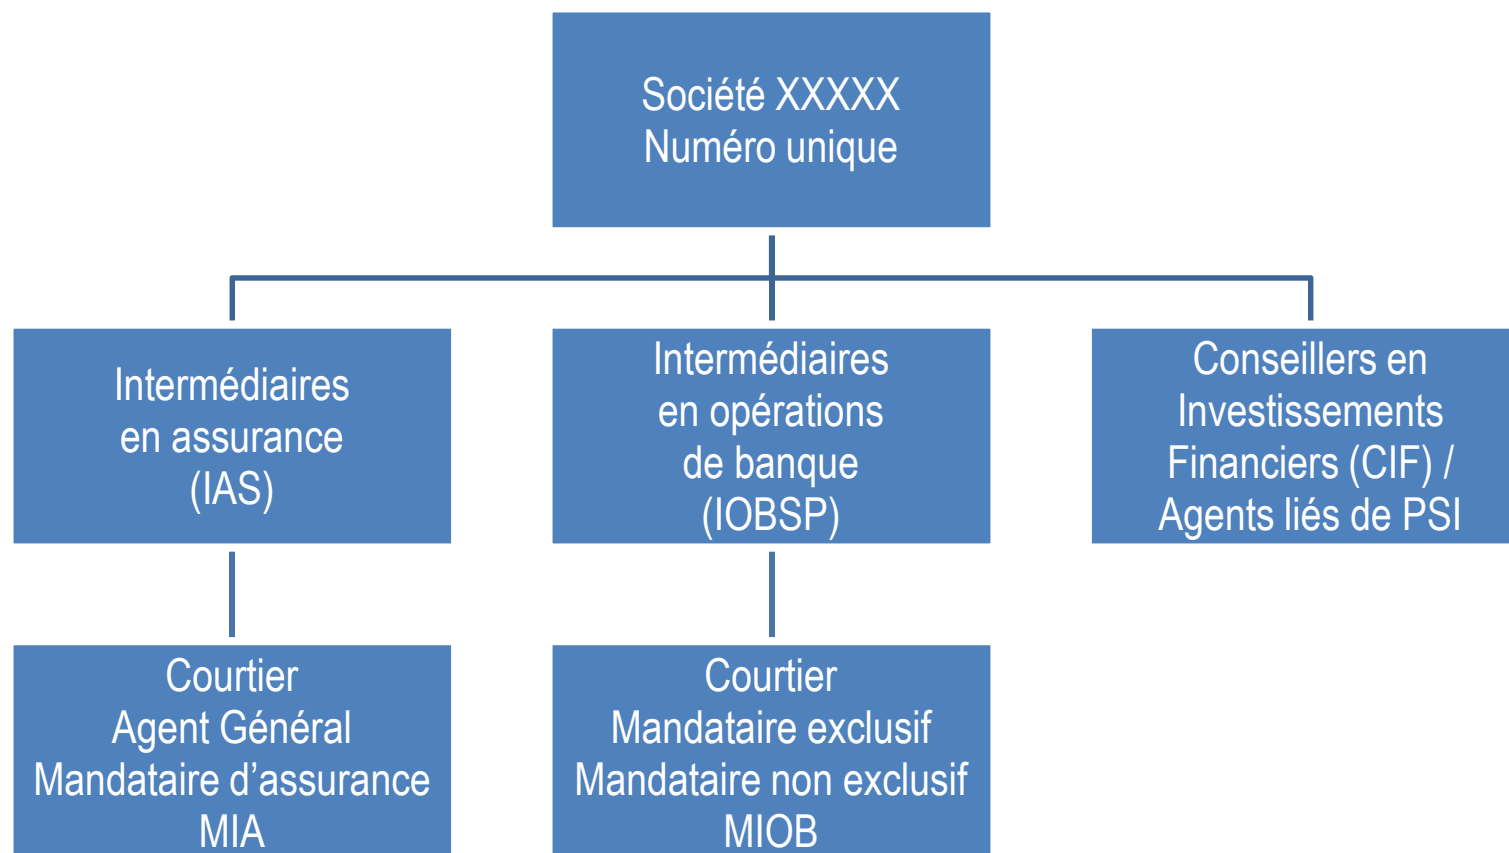 Société XXXXX
Numéro unique
Intermédiaires
en assurance
(IAS)
Intermédiaires
en opérations
de banque
(IOBSP)
Conseillers en
Investissements
Financiers (CIF) /
Agents liés de PSI
Courtier
Agent Général
Mandataire d’assurance
MIA
Courtier
Mandataire exclusif
Mandataire non exclusif
MIOB